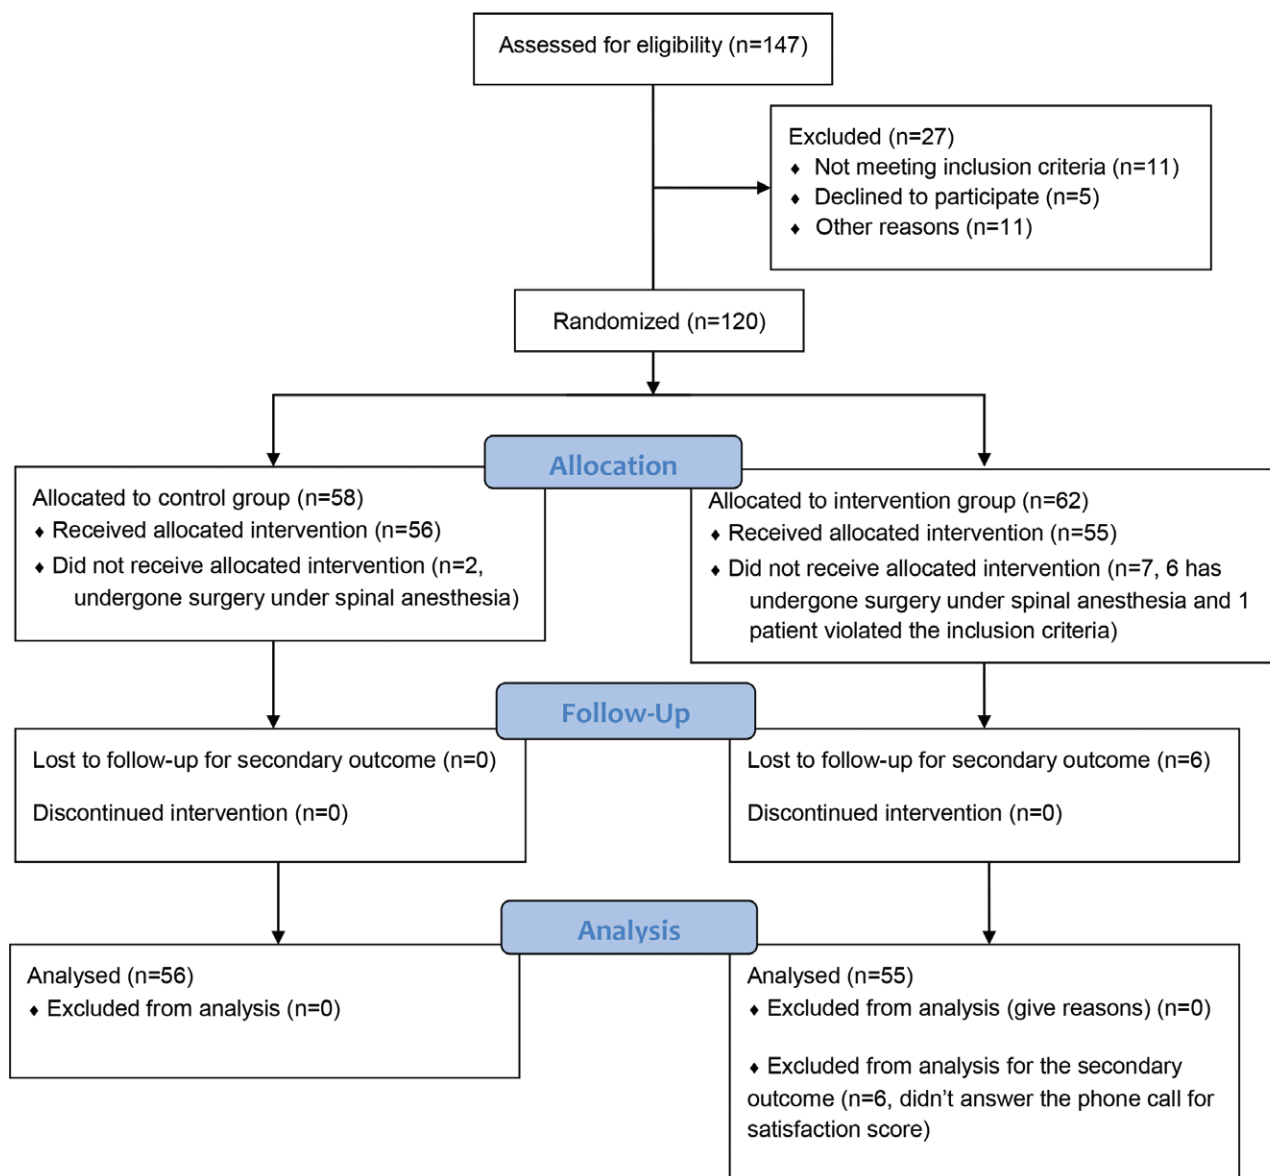 Assessed for eligibility (n=147)
Excluded (n=27)
♦ Not meeting inclusion criteria (n=11)
♦ Declined to participate (n=5)
♦ Other reasons (n=11)
Randomized (n=120)
Allocation
Allocated to control group (n=58)
♦ Received allocated intervention (n=56)
♦ Did not receive allocated intervention (n=2,
undergone surgery under spinal anesthesia)
Allocated to intervention group (n=62)
♦ Received allocated intervention (n=55)
♦ Did not receive allocated intervention (n=7, 6 has
undergone surgery under spinal anesthesia and 1
patient violated the inclusion criteria)
Follow-Up
Lost to follow-up for secondary outcome (n=0)
Discontinued intervention (n=0)
Lost to follow-up for secondary outcome (n=6)
Discontinued intervention (n=0)
Analysis
Analysed (n=56)
♦ Excluded from analysis (n=0)
Analysed (n=55)
♦ Excluded from analysis (give reasons) (n=0)
♦ Excluded from analysis for the secondary
outcome (n=6, didn’t answer the phone call for
satisfaction score)